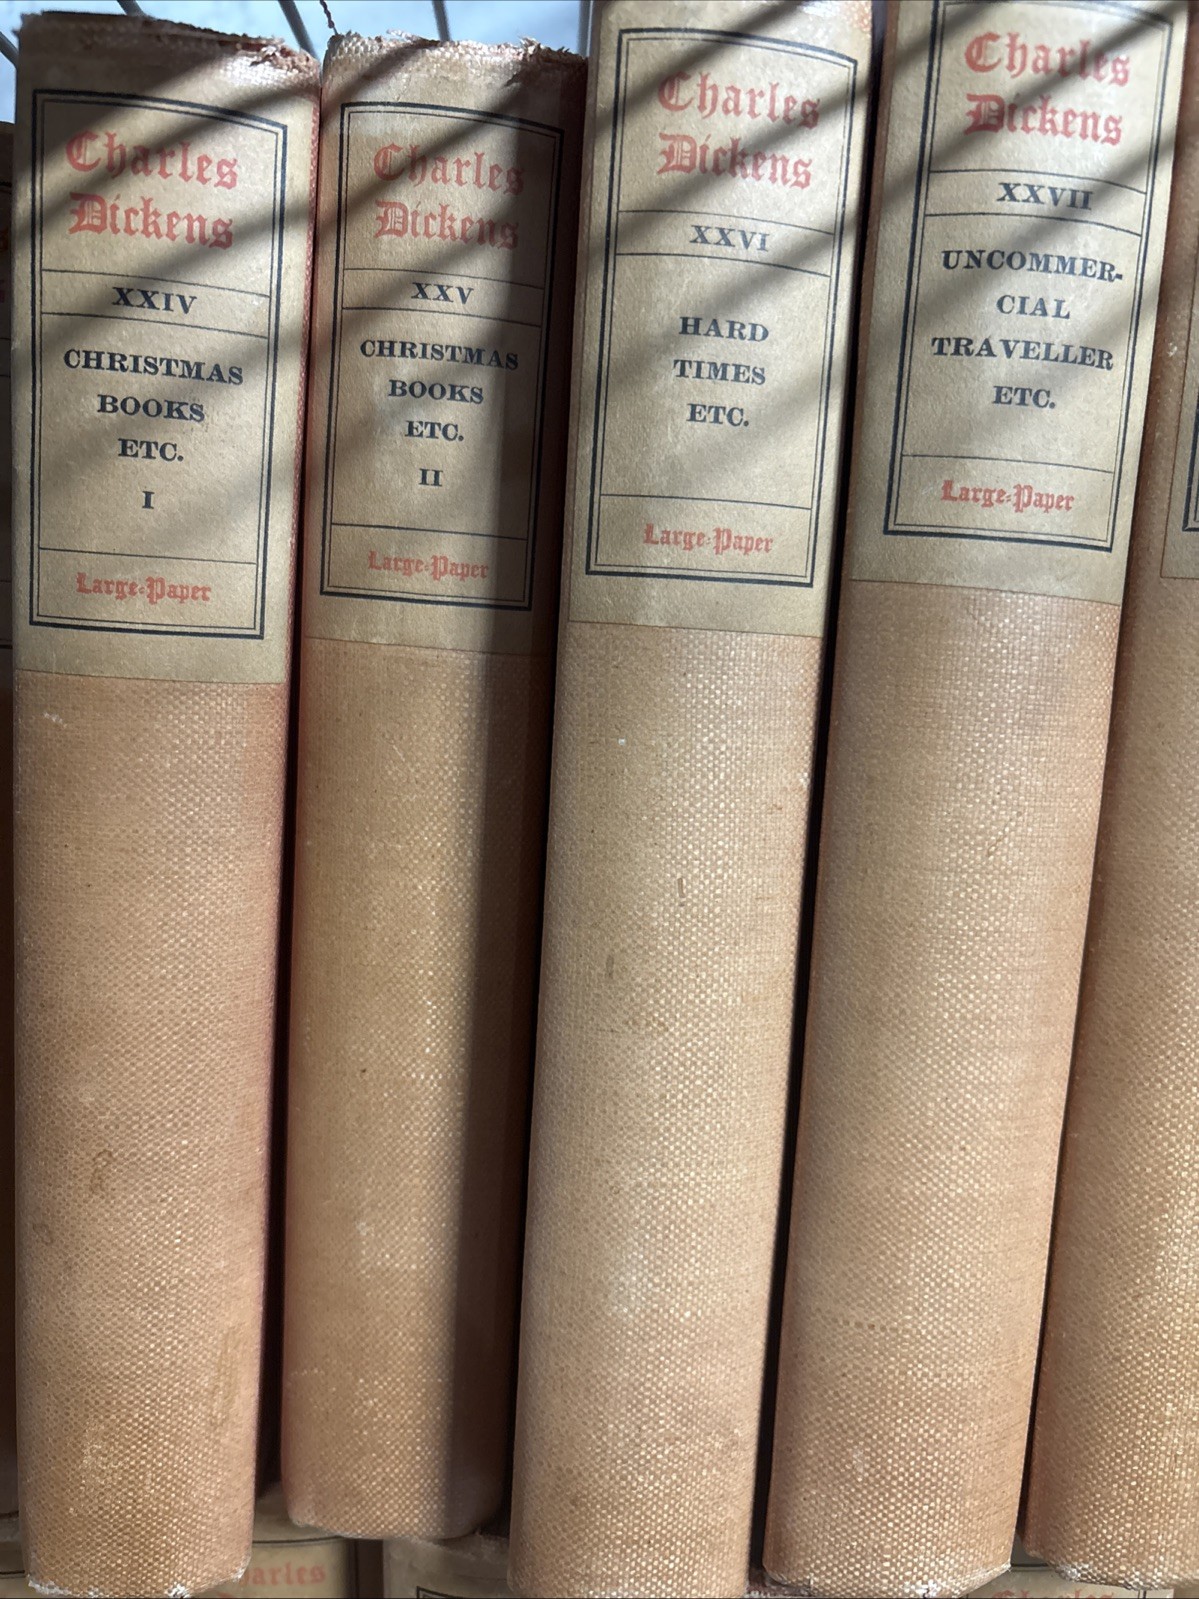 Charles
Dickens
XXIV
CHRISTMAS
BOOKS
ETC.
I
Large-Paper
Charles
Dickens
XXV
CHRISTMAS
BOOKS
ETC.
II
Large-Paper
Charles
Dickens
XXVI
HARD
TIMES
ETC.
Large-Paper
Charles
Dickens
XXVII
UNCOMMER-
CIAL
TRAVELLER
ETC.
Large-Paper
Charles